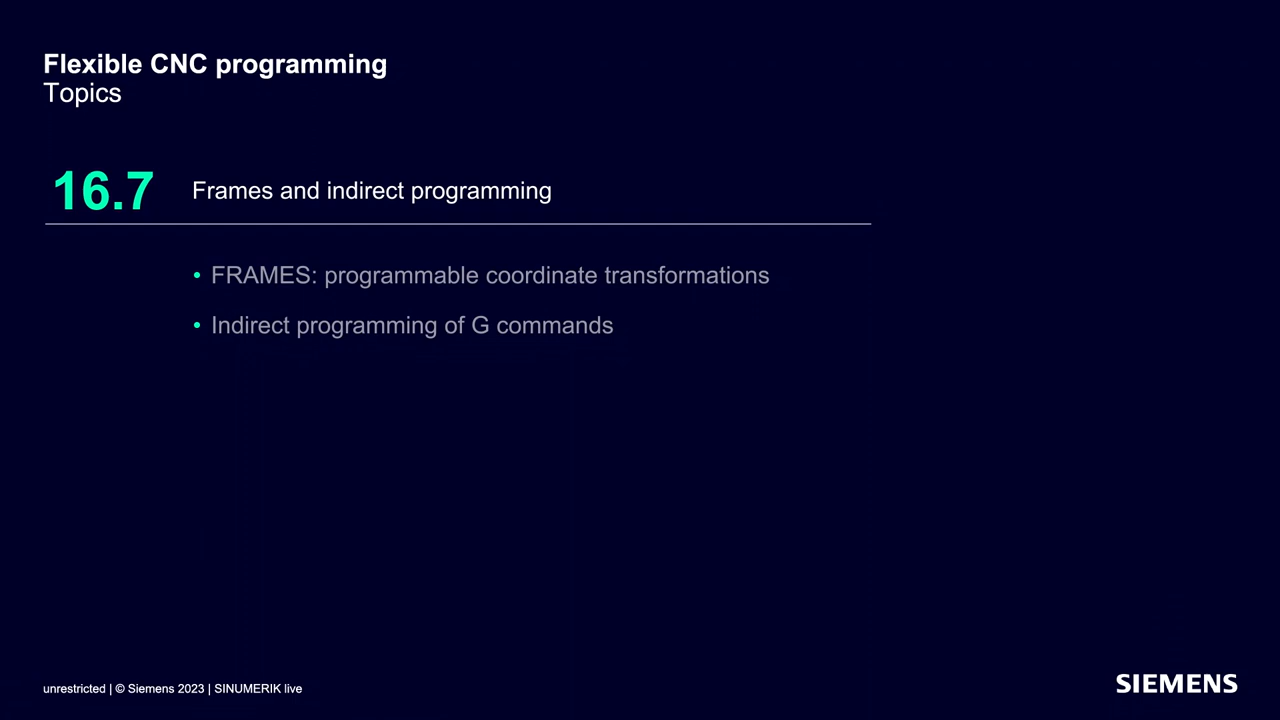 Flexible CNC programming
Topics
16.7 Frames and indirect programming
• FRAMES: programmable coordinate transformations
• Indirect programming of G commands
unrestricted | © Siemens 2023 | SINUMERIK live
SIEMENS